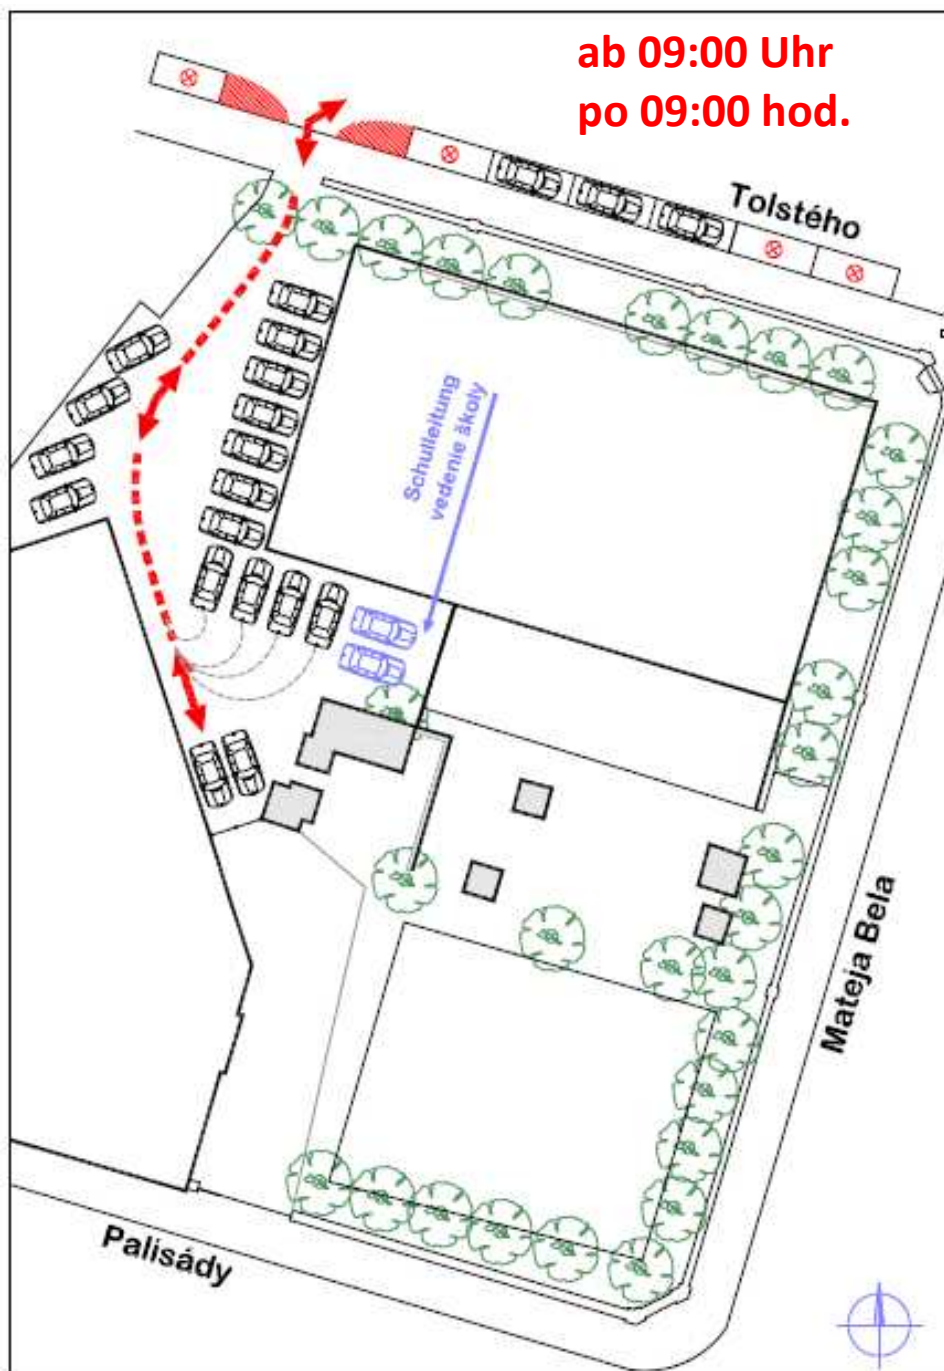 ab 09:00 Uhr
po 09:00 hod.
Tolstého
Schulleitung
vedenie školy
Mateja Bela
Palisády